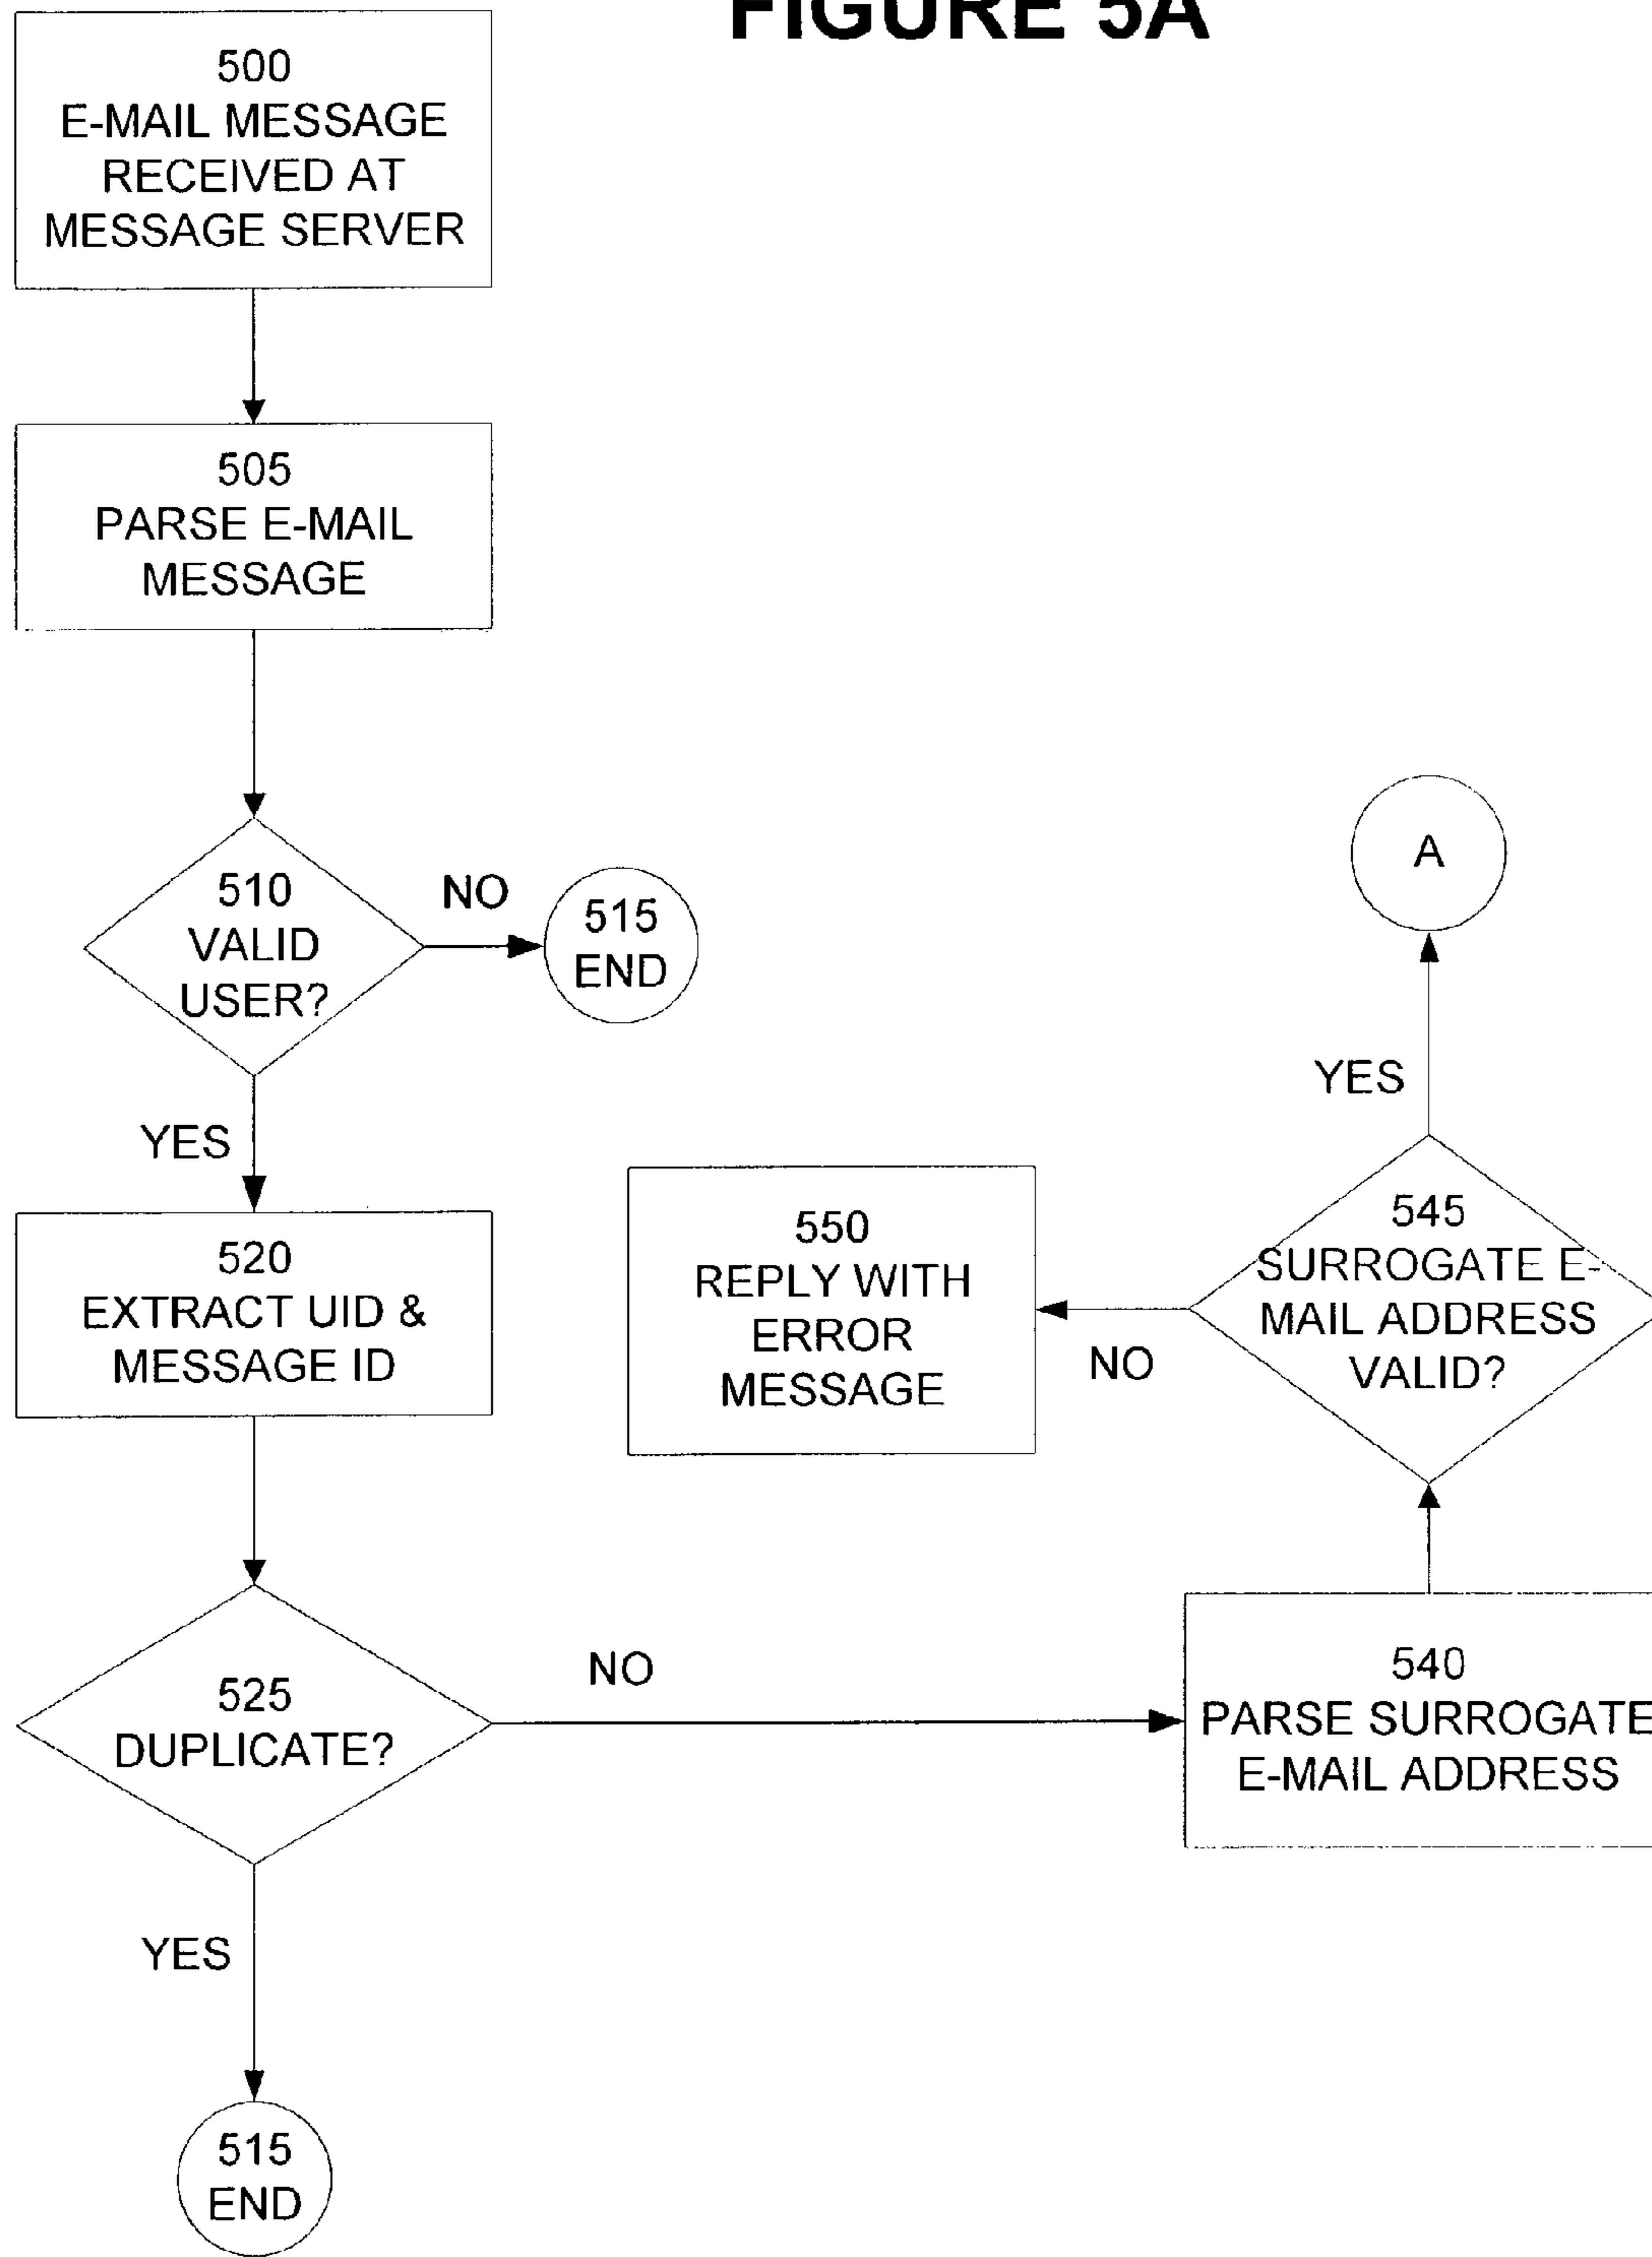 FIGURE 5A
500
E-MAIL MESSAGE
RECEIVED AT
MESSAGE SERVER
505
PARSE E-MAIL
MESSAGE
510
VALID
USER?
NO
515
END
YES
520
EXTRACT UID &
MESSAGE ID
525
DUPLICATE?
NO
YES
515
END
540
PARSE SURROGATE
E-MAIL ADDRESS
545
SURROGATE E-
MAIL ADDRESS
VALID?
NO
550
REPLY WITH
ERROR
MESSAGE
YES
A